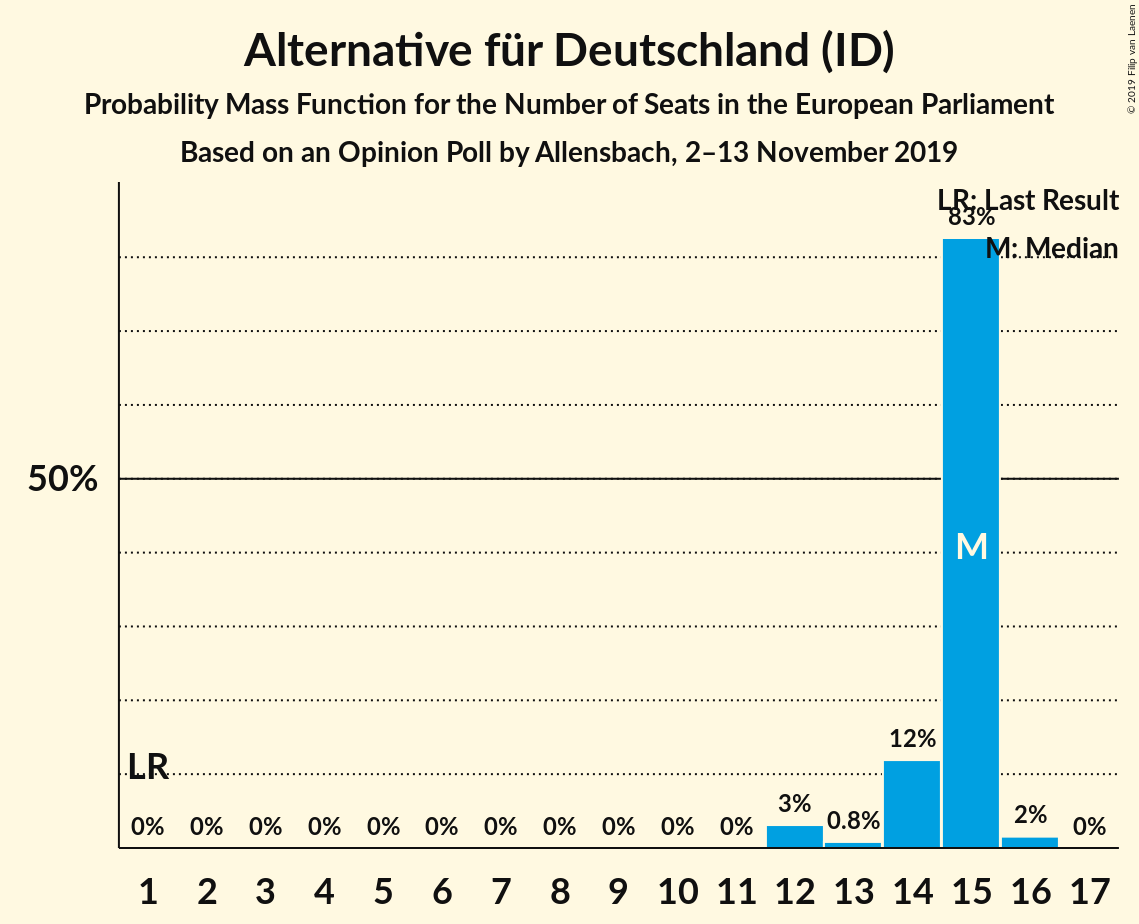 Alternative für Deutschland (ID)
Probability Mass Function for the Number of Seats in the European Parliament
Based on an Opinion Poll by Allensbach, 2–13 November 2019
© 2019 Filip van Laenen
LR: Last Result
83%
M: Median
50%
M
12%
LR
3%
0.8%
2%
0% 0% 0% 0% 0% 0% 0% 0% 0% 0% 0% 0%
1 2 3 4 5 6 7 8 9 10 11 12 13 14 15 16 17